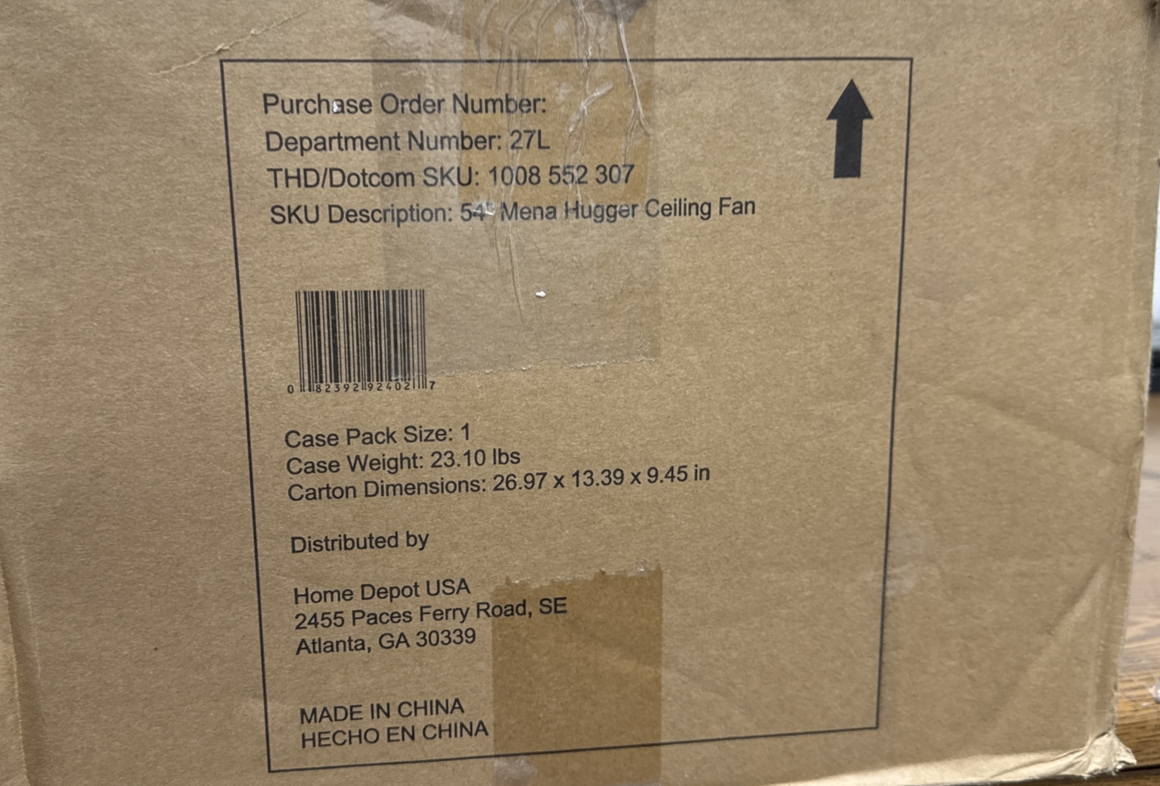 Purchase Order Number:
Department Number: 27L
THD/Dotcom SKU: 1008 552 307
SKU Description: 54" Mena Hugger Ceiling Fan
0 82392 92402 7
Case Pack Size: 1
Case Weight: 23.10 lbs
Carton Dimensions: 26.97 x 13.39 x 9.45 in
Distributed by
Home Depot USA
2455 Paces Ferry Road, SE
Atlanta, GA 30339
MADE IN CHINA
HECHO EN CHINA